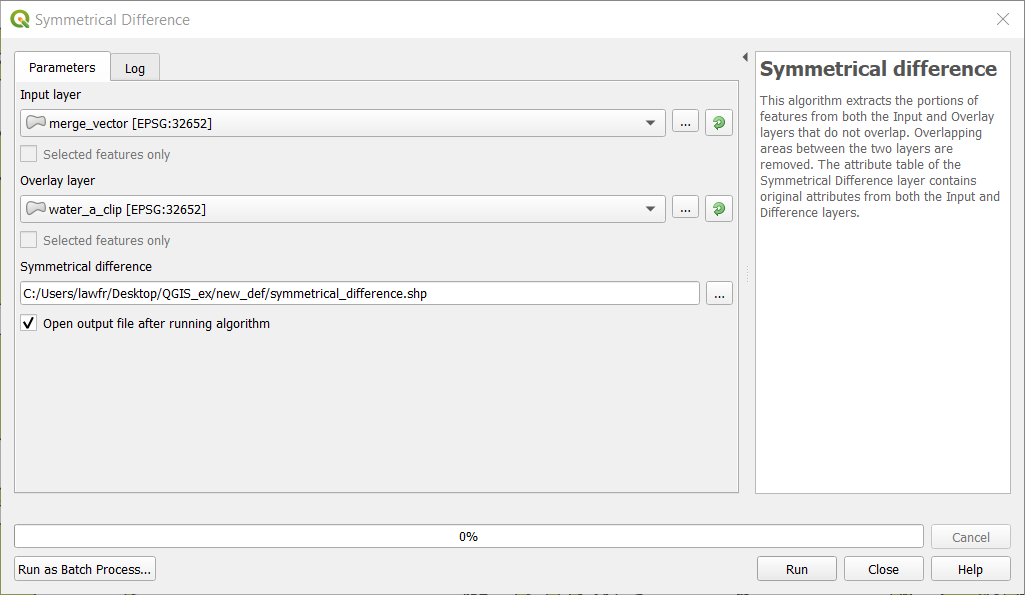 Symmetrical Difference
Parameters
Log
Input layer
merge_vector [EPSG:32652]
...
Selected features only
Overlay layer
water_a_clip [EPSG:32652]
...
Selected features only
Symmetrical difference
C:/Users/lawfr/Desktop/QGIS_ex/new_def/symmetrical_difference.shp
...
Open output file after running algorithm
Symmetrical difference
This algorithm extracts the portions of
features from both the Input and Overlay
layers that do not overlap. Overlapping
areas between the two layers are
removed. The attribute table of the
Symmetrical Difference layer contains
original attributes from both the Input and
Difference layers.
0%
Cancel
Run as Batch Process...
Run
Close
Help